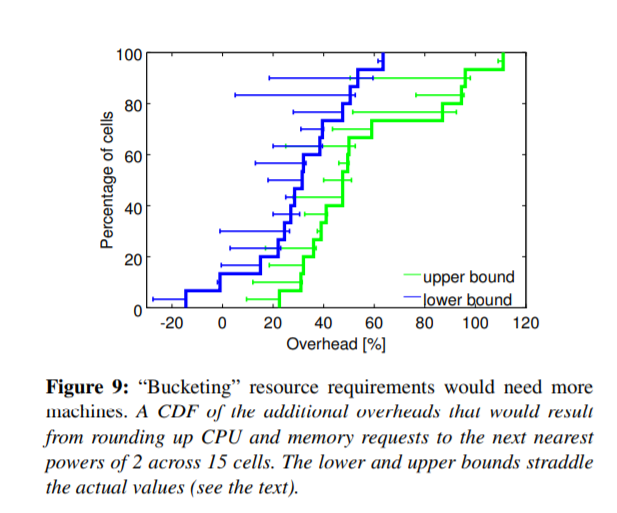 100
80
60
40
20
0
Percentage of cells
upper bound
lower bound
-20 0 20 40 60 80 100 120
Overhead [%]
Figure 9: “Bucketing” resource requirements would need more
machines. A CDF of the additional overheads that would result
from rounding up CPU and memory requests to the next nearest
powers of 2 across 15 cells. The lower and upper bounds straddle
the actual values (see the text).